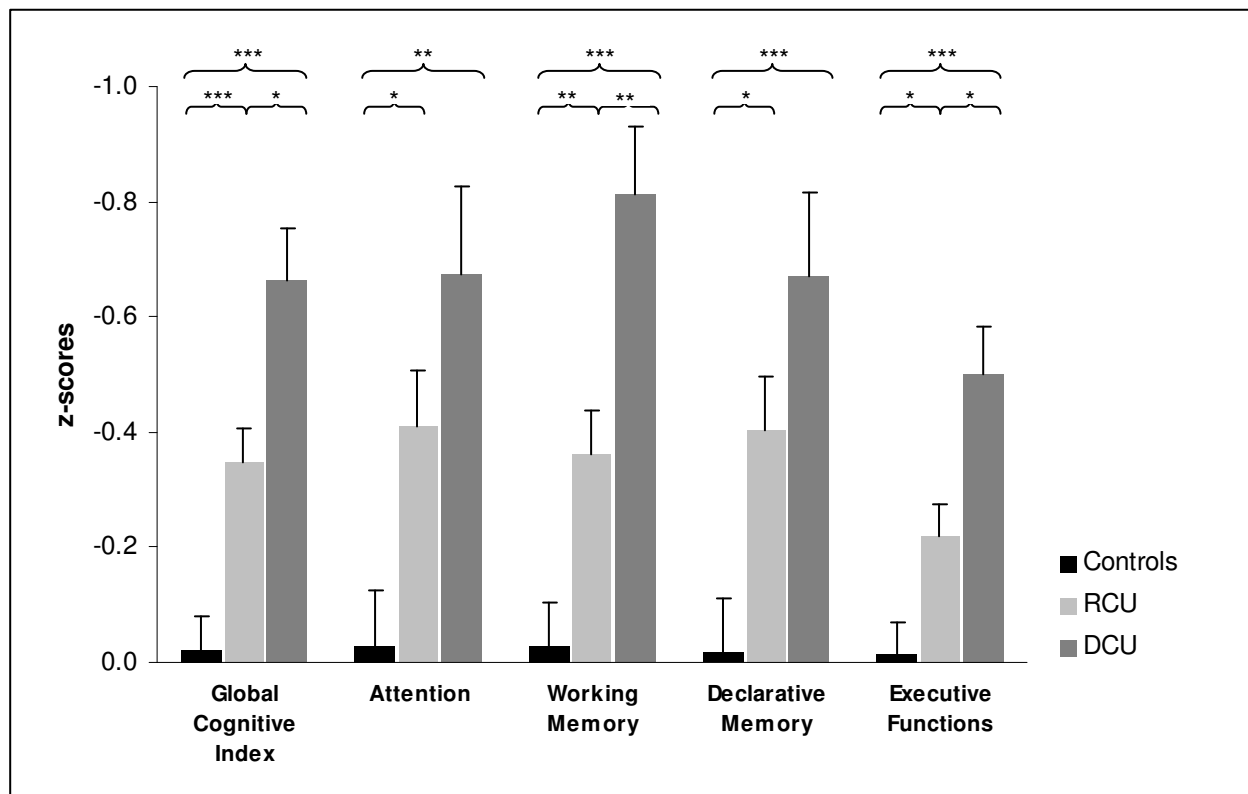 *** ** *** *** ***
*** * * ** ** * * *
-1.0
-0.8
-0.6
-0.4
-0.2
0.0
z-scores
Global
Cognitive
Index
Attention
Working
Memory
Declarative
Memory
Executive
Functions
Controls
RCU
DCU